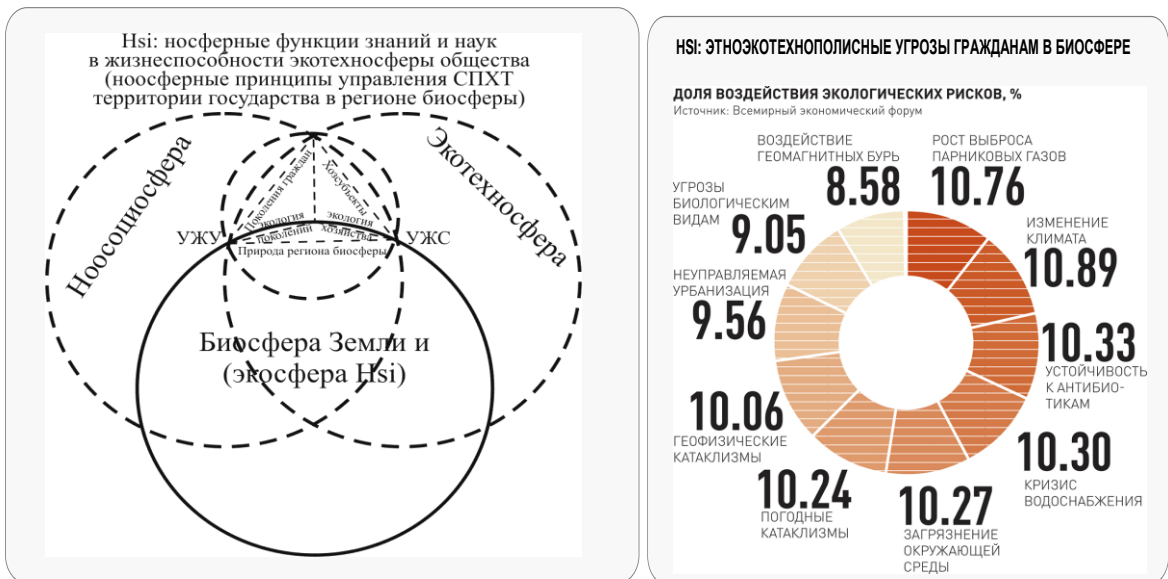 Hsi: носферные функции знаний и наук
в жизнеспособности экотехносферы общества
(ноосферные принципы управления СПХТ
территории государства в регионе биосферы)
Ноосоциосфера
Экотехносфера
Поколения граждан
Хозсубъекты
экология
экология
поколений
хозяйства
УЖУ
УЖС
Природа региона биосферы
Биосфера Земли и
(экосфера Hsi)
HSI: ЭТНОЭКОТЕХНОПОЛИСНЫЕ УГРОЗЫ ГРАЖДАНАМ В БИОСФЕРЕ
ДОЛЯ ВОЗДЕЙСТВИЯ ЭКОЛОГИЧЕСКИХ РИСКОВ, %
Источник: Всемирный экономический форум
ВОЗДЕЙСТВИЕ
ГЕОМАГНИТНЫХ БУРЬ
8.58
РОСТ ВЫБРОСА
ПАРНИКОВЫХ ГАЗОВ
10.76
ИЗМЕНЕНИЕ
КЛИМАТА
10.89
10.33
УСТОЙЧИВОСТЬ
К АНТИБИО-
ТИКАМ
10.30
КРИЗИС
ВОДОСНАБЖЕНИЯ
10.27
ЗАГРЯЗНЕНИЕ
ОКРУЖАЮЩЕЙ
СРЕДЫ
10.24
ПОГОДНЫЕ
КАТАКЛИЗМЫ
10.06
ГЕОФИЗИЧЕСКИЕ
КАТАКЛИЗМЫ
НЕУПРАВЛЯЕМАЯ
УРБАНИЗАЦИЯ
9.56
УГРОЗЫ
БИОЛОГИЧЕСКИМ
ВИДАМ
9.05